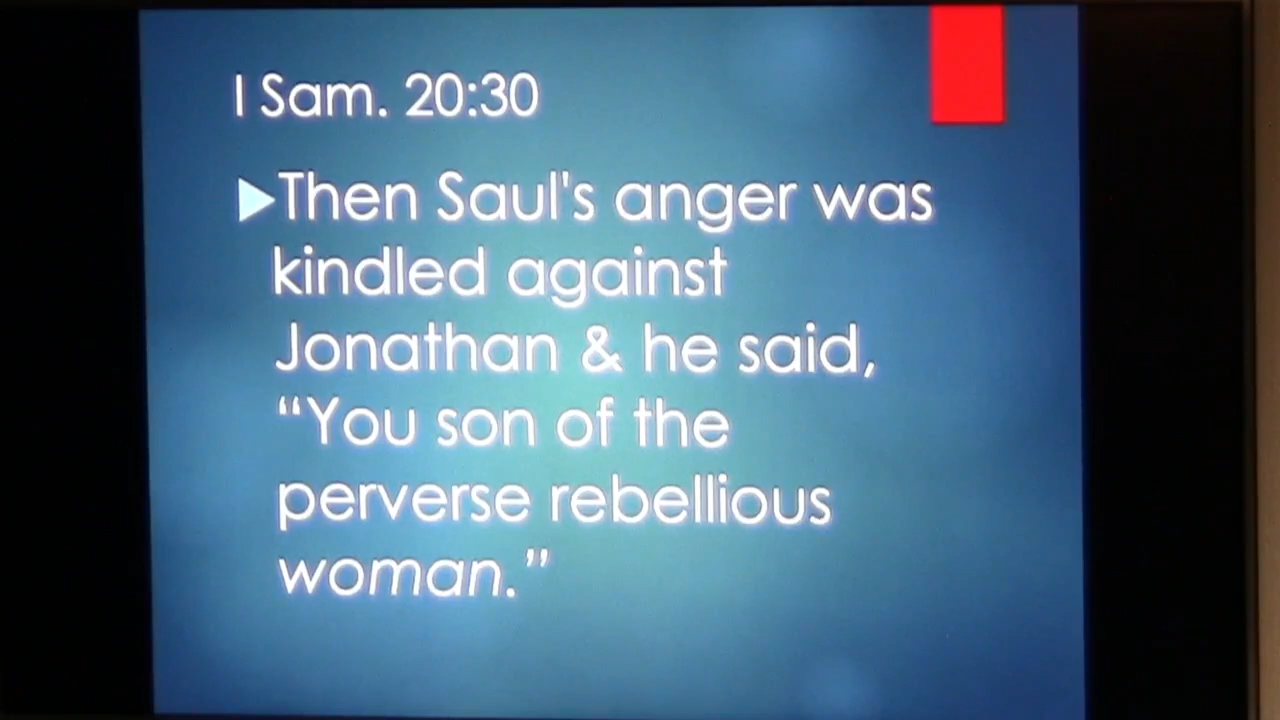 I Sam. 20:30
Then Saul's anger was
kindled against
Jonathan & he said,
“You son of the
perverse rebellious
woman.”